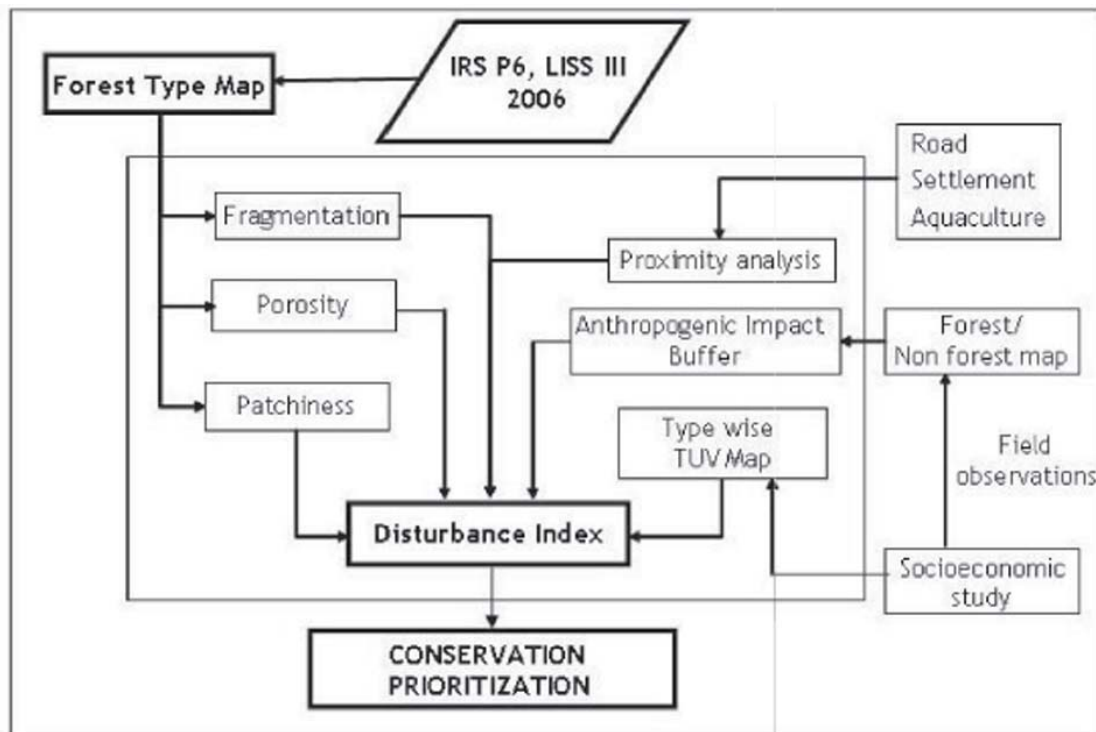 IRS P6, LISS III
2006
Forest Type Map
Road
Settlement
Aquaculture
Fragmentation
Proximity analysis
Porosity
Anthropogenic Impact
Buffer
Forest/
Non forest map
Patchiness
Type wise
TUV Map
Field
observations
Disturbance Index
Socioeconomic
study
CONSERVATION
PRIORITIZATION